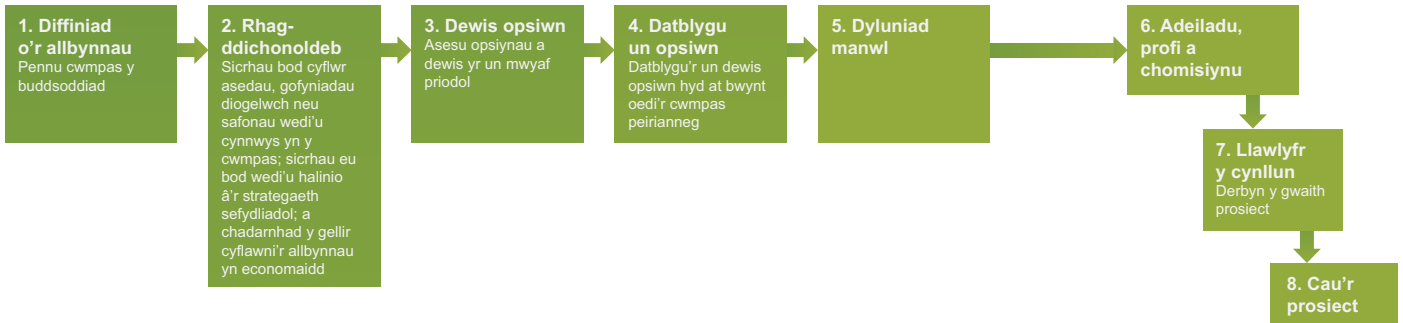 1. Diffiniad
o'r allbynnau
Pennu cwmpas y
buddsoddiad
2. Rhag-
ddichonoldeb
Sicrhau bod cyflwr
asedau, gofyniadau
diogelwch neu
safonau wedi'u
cynnwys yn y
cwmpas; sicrhau eu
bod wedi'u halinio
â'r strategaeth
sefydliadol; a
chadarnhad y gellir
cyflawni'r allbynnau
yn economaidd
3. Dewis opsiwn
Asesu opsiynau a
dewis yr un mwyaf
priodol
4. Datblygu
un opsiwn
Datblygu'r un dewis
opsiwn hyd at bwynt
oedi'r cwmpas
peirianneg
5. Dyluniad
manwl
6. Adeiladu,
profi a
chomisiynu
7. Llawlyfr
y cynllun
Derbyn y gwaith
prosiect
8. Cau'r
prosiect